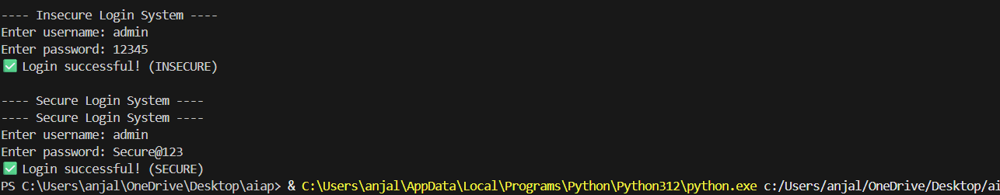 ---- Insecure Login System ----
Enter username: admin
Enter password: 12345
✅ Login successful! (INSECURE)
---- Secure Login System ----
---- Secure Login System ----
Enter username: admin
Enter password: Secure@123
✅ Login successful! (SECURE)
PS C:\Users\anjal\OneDrive\Desktop\aiap> & C:\Users\anjal\AppData\Local\Programs\Python\Python312\python.exe c:/Users/anjal/OneDrive/Desktop/ai